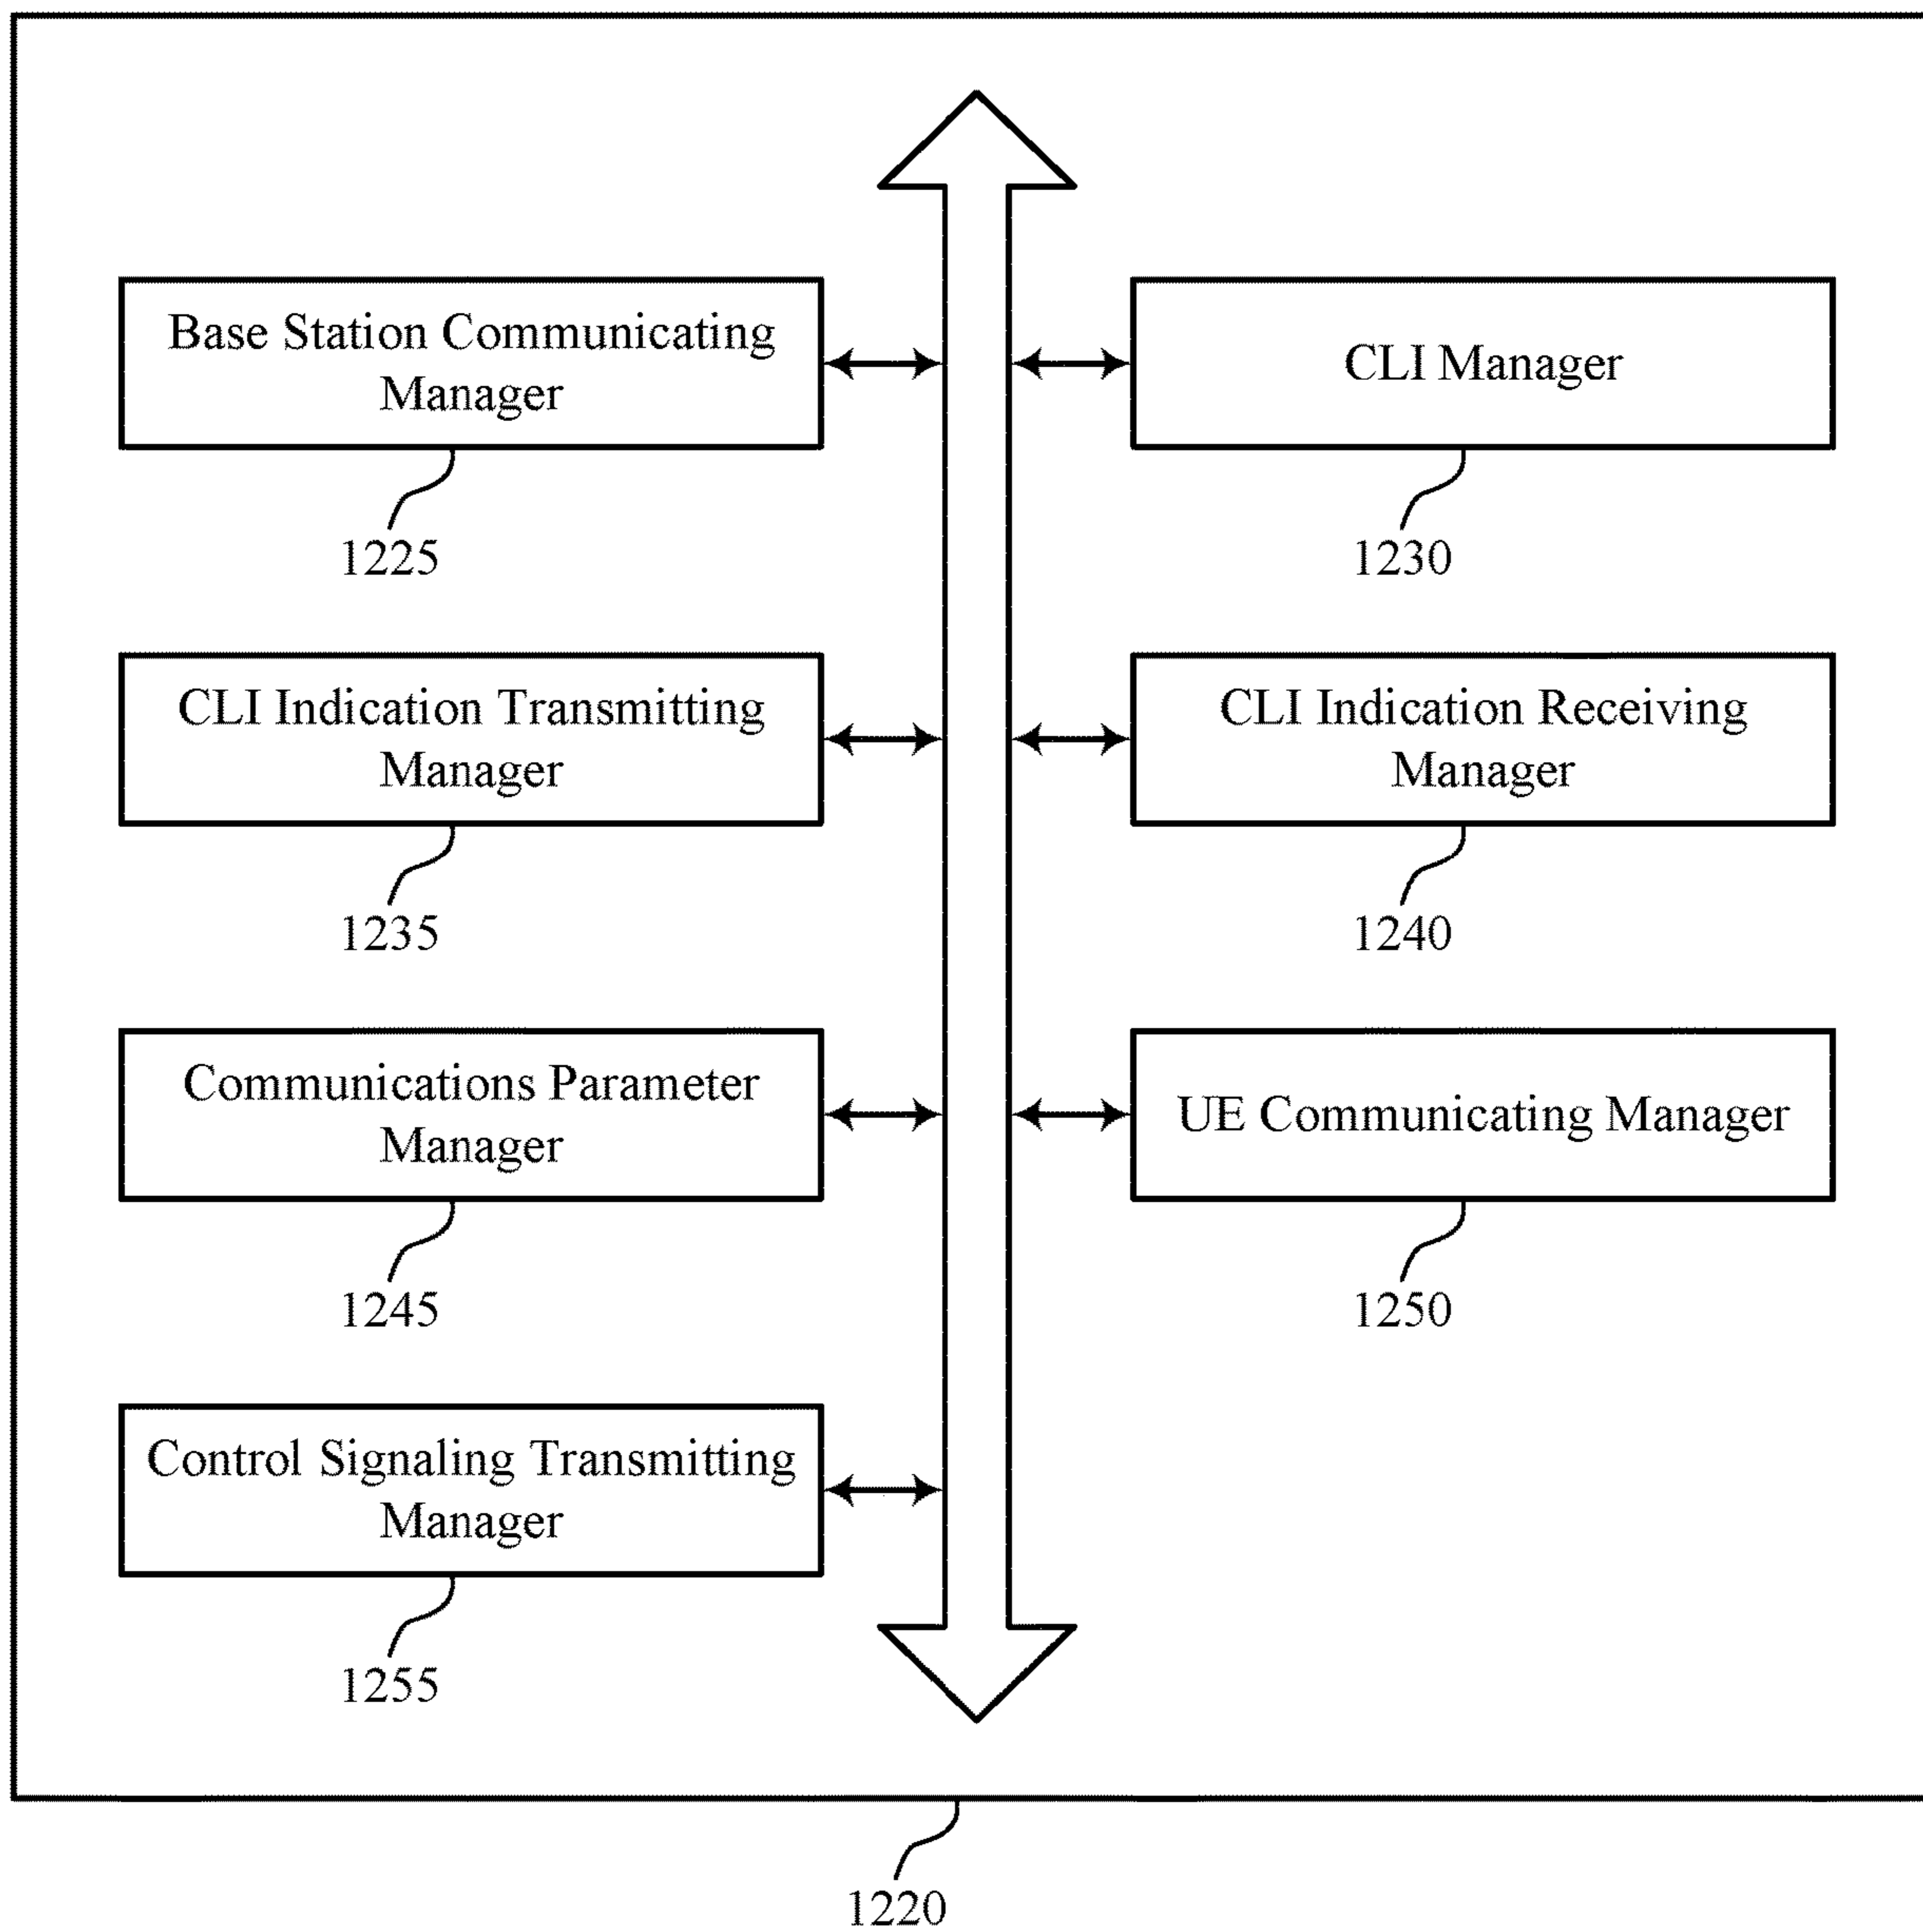 Base Station Communicating
Manager
1225
CLI Manager
1230
CLI Indication Transmitting
Manager
1235
CLI Indication Receiving
Manager
1240
Communications Parameter
Manager
1245
UE Communicating Manager
1250
Control Signaling Transmitting
Manager
1255
1220